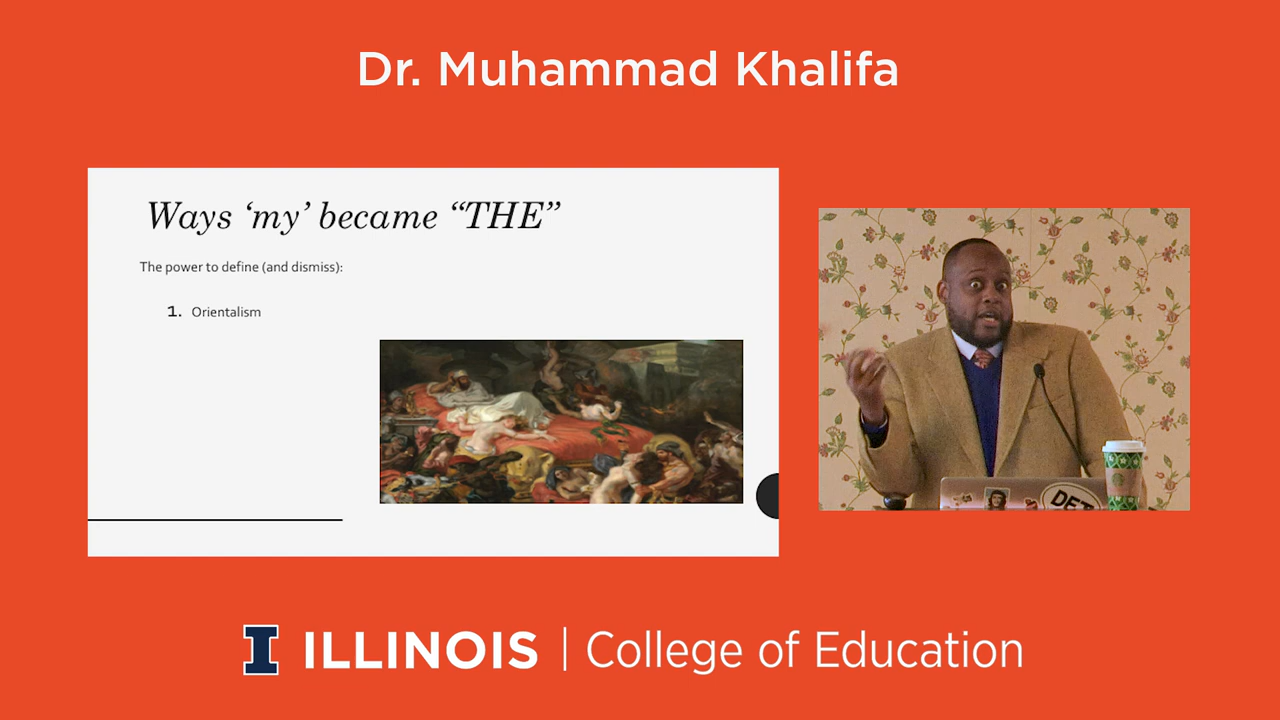 Dr. Muhammad Khalifa
Ways ‘my’ became “THE”
The power to define (and dismiss):
1. Orientalism
DET
I ILLINOIS | College of Education